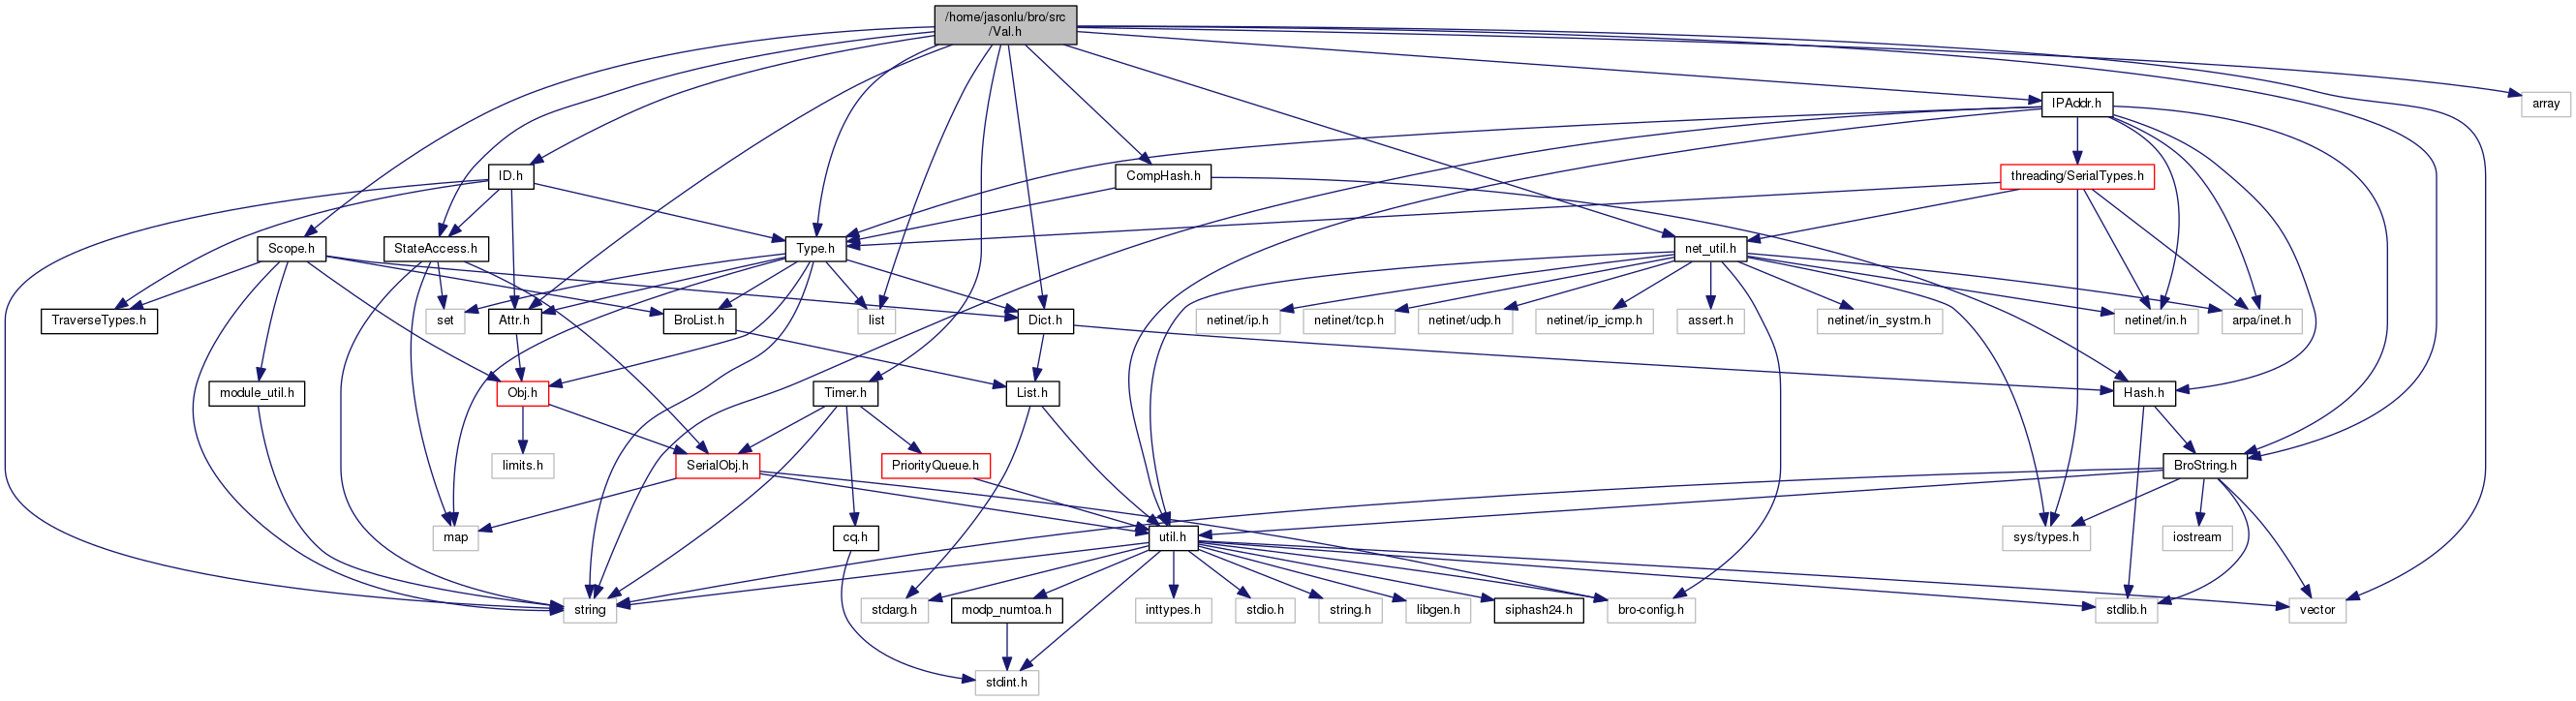 /home/jasonlu/bro/src
/Val.h
IPAddr.h
array
ID.h
CompHash.h
threading/SerialTypes.h
Scope.h
StateAccess.h
Type.h
net_util.h
TraverseTypes.h
set
Attr.h
BroList.h
list
Dict.h
netinet/ip.h
netinet/tcp.h
netinet/udp.h
netinet/ip_icmp.h
assert.h
netinet/in_systm.h
netinet/in.h
arpa/inet.h
module_util.h
Obj.h
Timer.h
List.h
Hash.h
limits.h
SerialObj.h
PriorityQueue.h
BroString.h
map
cq.h
util.h
sys/types.h
iostream
string
stdarg.h
modp_numtoa.h
inttypes.h
stdio.h
string.h
libgen.h
siphash24.h
bro-config.h
stdlib.h
vector
stdint.h